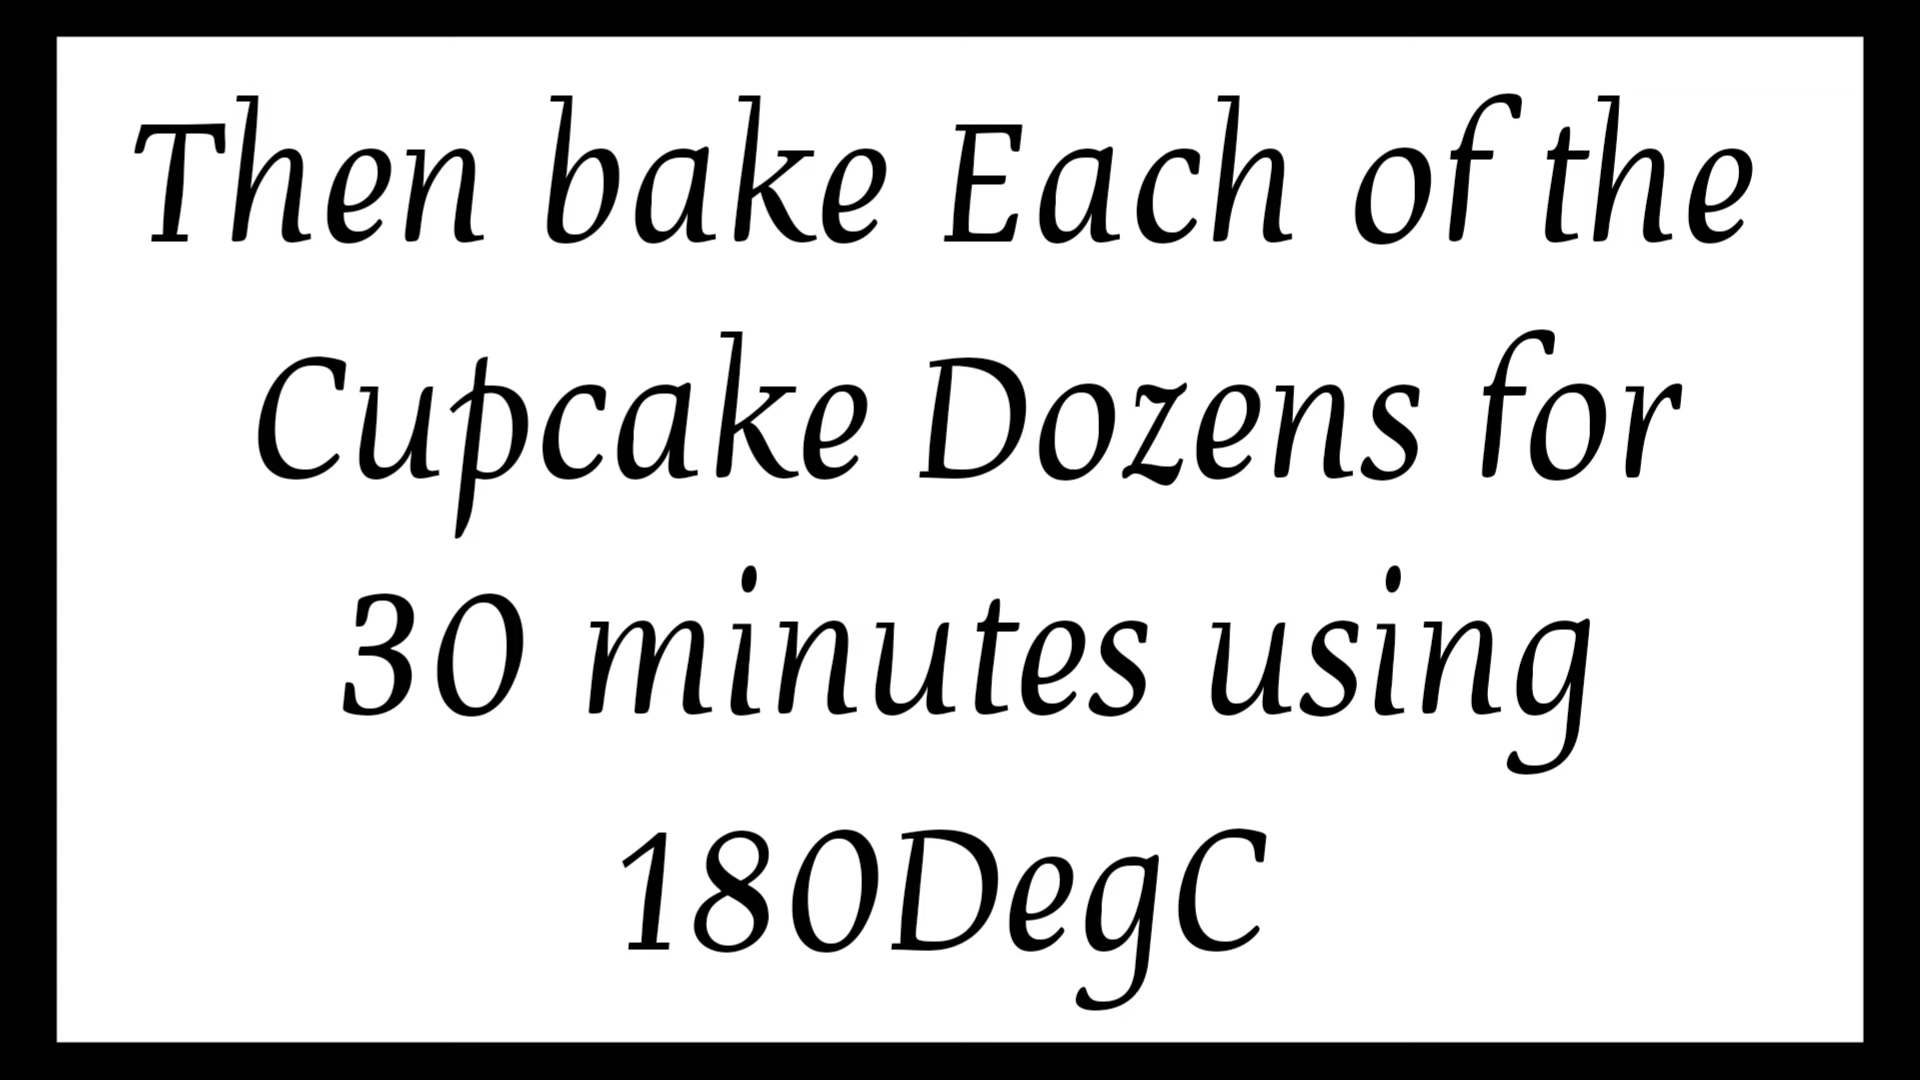 Then bake Each of the
Cupcake Dozens for
30 minutes using
180DegC